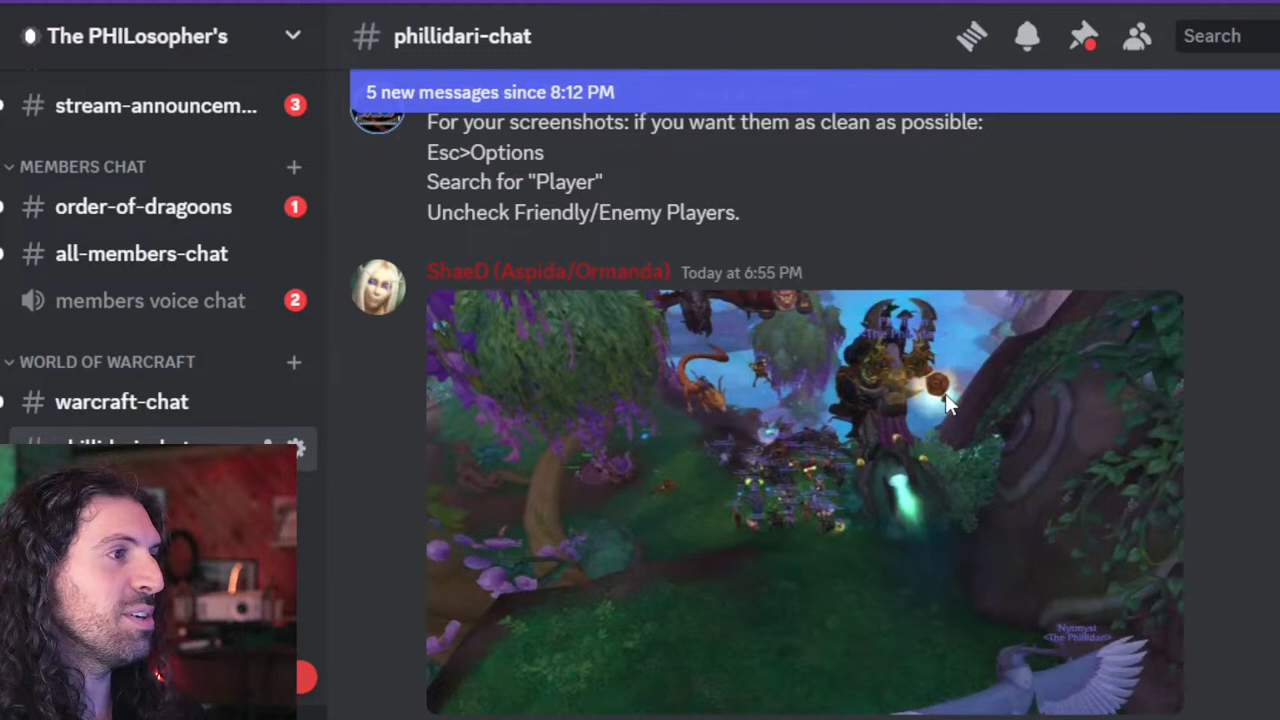 The PHILosopher's
# phillidari-chat
Search
# stream-announcem... 3
5 new messages since 8:12 PM
MEMBERS CHAT
# order-of-dragoons 1
# all-members-chat
members voice chat 2
WORLD OF WARCRAFT
# warcraft-chat
For your screenshots: if you want them as clean as possible:
Esc>Options
Search for "Player"
Uncheck Friendly/Enemy Players.
ShaeD (Aspida/Ormanda) Today at 6:55 PM
Nytmyst
<The Phillidari>